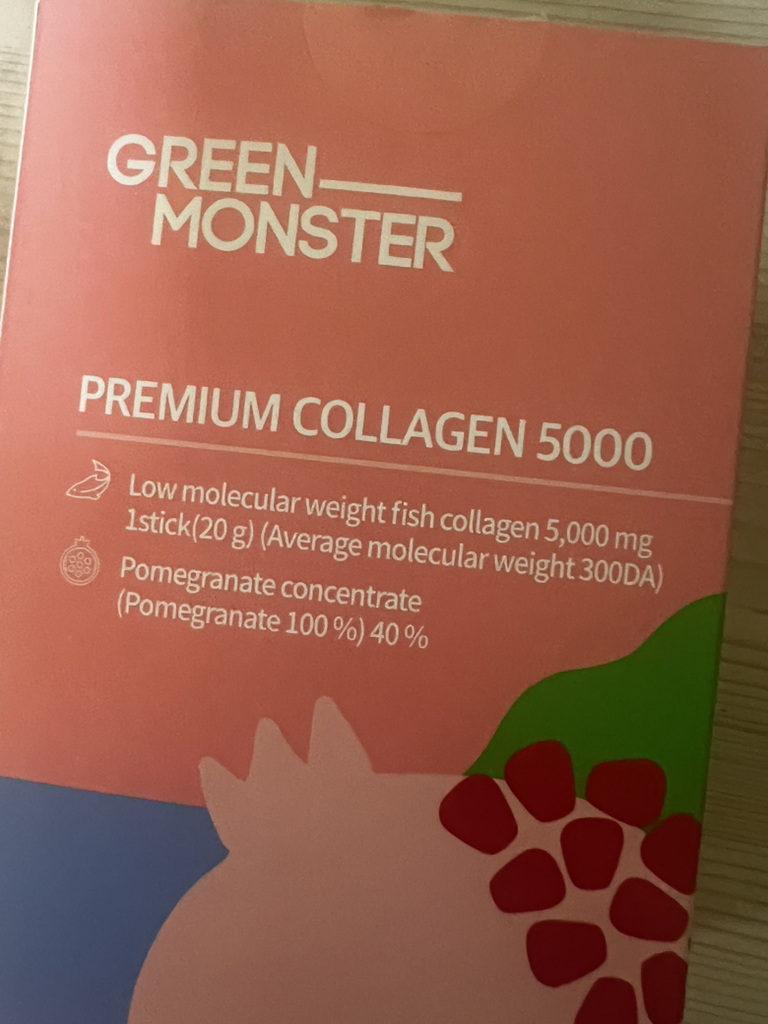 GREEN
MONSTER
PREMIUM COLLAGEN 5000
Low molecular weight fish collagen 5,000 mg
1stick(20 g) (Average molecular weight 300DA)
Pomegranate concentrate
(Pomegranate 100 %) 40 %